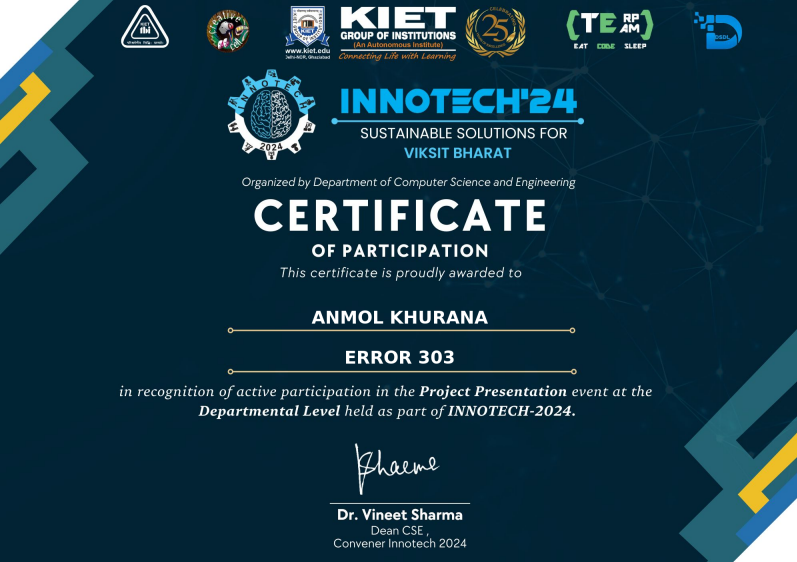 KIET
GROUP OF INSTITUTIONS
(An Autonomous Institute)
Connecting Life with Learning
KIET
www.kiet.edu
Delhi-NCR, Ghaziabad
KIET
tbi
25
(TE RP AM)
EAT CODE SLEEP
DSDL
INNOTECH
2024
INNOTECH'24
SUSTAINABLE SOLUTIONS FOR
VIKSIT BHARAT
Organized by Department of Computer Science and Engineering
CERTIFICATE
OF PARTICIPATION
This certificate is proudly awarded to
ANMOL KHURANA
ERROR 303
in recognition of active participation in the Project Presentation event at the
Departmental Level held as part of INNOTECH-2024.
Dr. Vineet Sharma
Dean CSE ,
Convener Innotech 2024